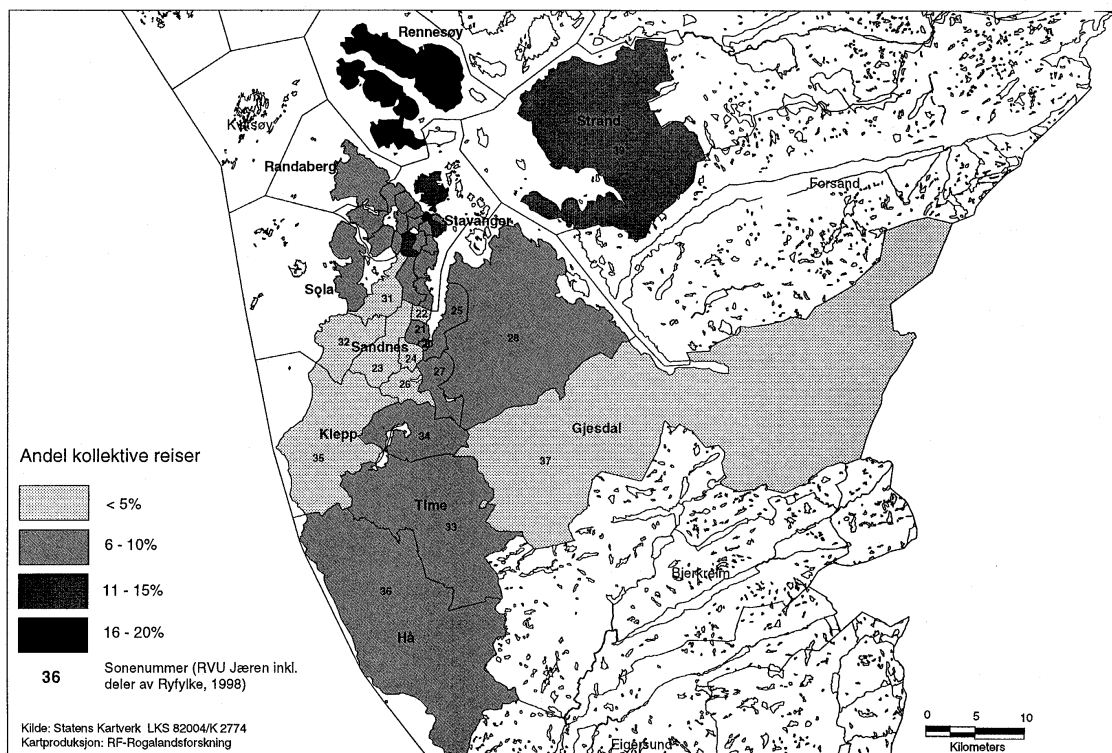 Rennesøy
Strand
19
Kvitsøy
Randaberg
Forsand
Stavanger
Sola
31
22
25
21
20
28
32
Sandnes
24
23
27
26
Klepp
34
Gjesdal
35
37
Andel kollektive reiser
< 5%
TIme
33
6 - 10%
11 - 15%
Bjerkreim
36
16 - 20%
Hå
36 Sonenummer (RVU Jæren inkl.
deler av Ryfylke, 1998)
0 5 10
Kilometers
Kilde: Statens Kartverk LKS 82004/K 2774
Kartproduksjon: RF-Rogalandsforskning
Eigersund